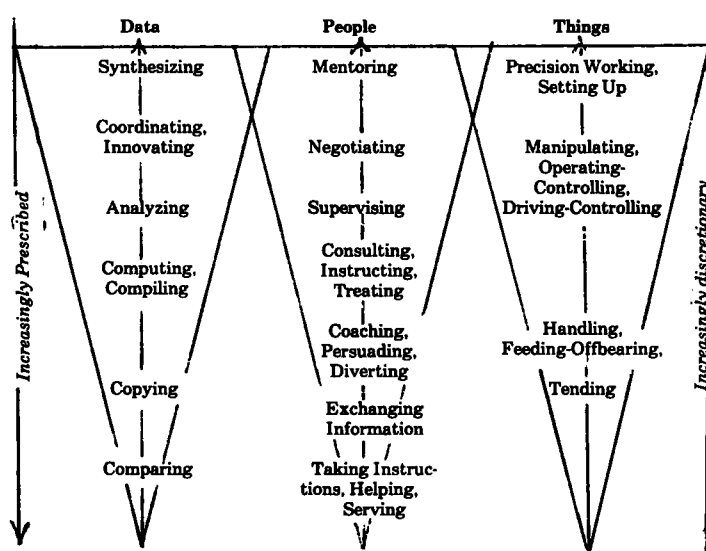 Data
People
Things
Synthesizing
Mentoring
Precision Working,
Setting Up
Coordinating,
Innovating
Negotiating
Manipulating,
Operating-
Controlling,
Driving-Controlling
Analyzing
Supervising
Computing,
Compiling
Consulting,
Instructing,
Treating
Coaching,
Persuading,
Diverting
Handling,
Feeding-Offbearing,
Tending
Copying
Exchanging
Information
Comparing
Taking Instruc-
tions, Helping,
Serving
Increasingly Prescribed
Increasingly discretionary